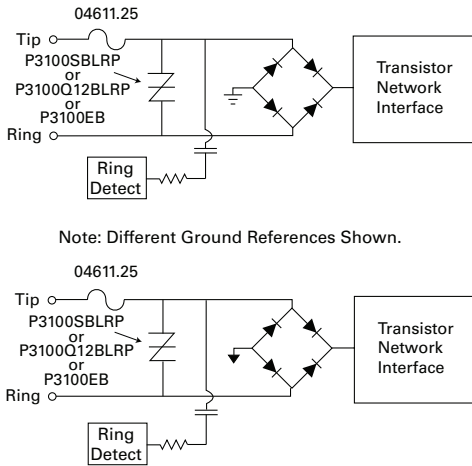 04611.25
Tip
P3100SBLRP
or
P3100Q12BLRP
or
P3100EB
Ring
Ring
Detect
Transistor
Network
Interface
Note: Different Ground References Shown.
04611.25
Tip
P3100SBLRP
or
P3100Q12BLRP
or
P3100EB
Ring
Ring
Detect
Transistor
Network
Interface